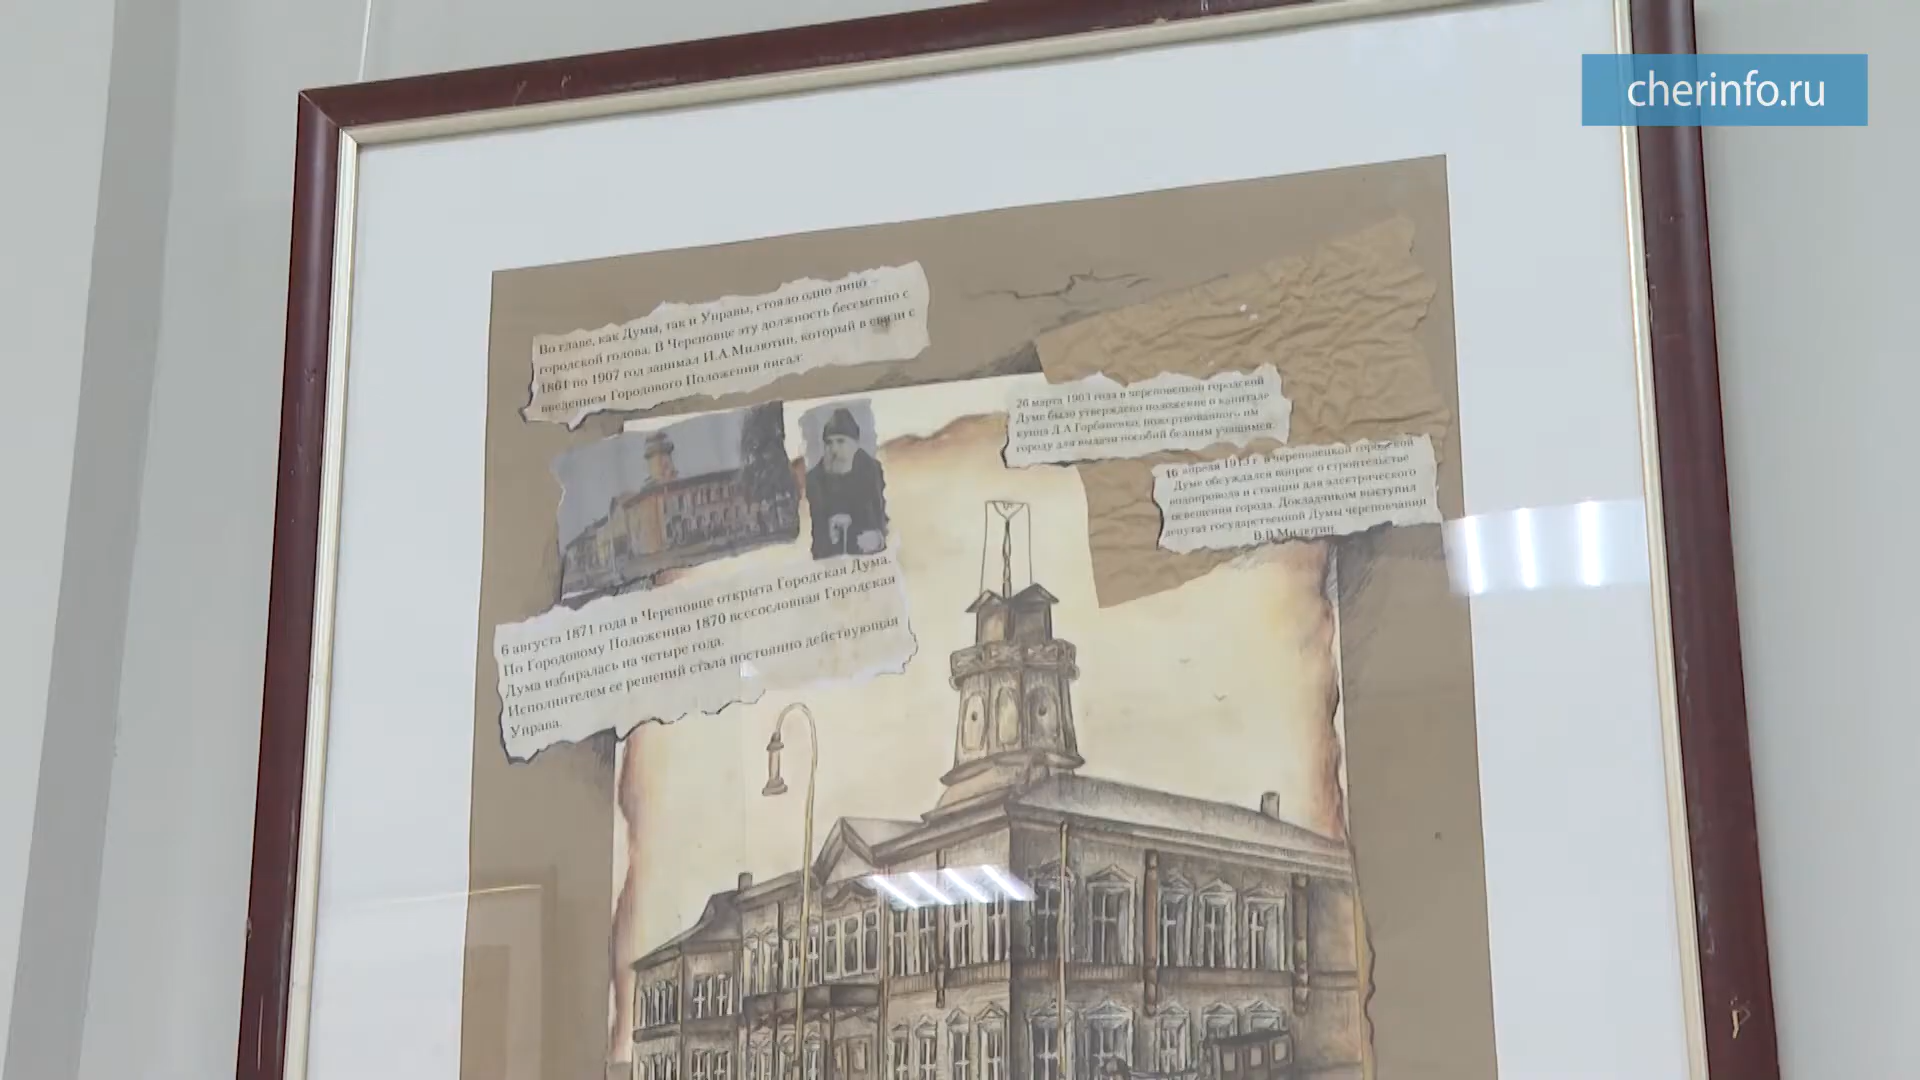 cherinfo.ru
Во главе, как Думы, так и Управы, стояло одно лицо –
городской голова. В Череповце эту должность бессменно с
1861 по 1907 год занимал И.А.Милютин, который в связи с
введением Городового Положения писал:
26 марта 1903 года в череповецкой городской
Думе было утверждено положение о капитале
купца Л.А.Горбаненко, пожертвованного им
городу для выдачи пособий бедным учащимся.
16 апреля 1913 г. в череповецкой городской
Думе обсуждался вопрос о строительстве
водопровода и станции для электрического
освещения города. Докладчиком выступил
депутат государственной Думы череповчанин
В.В.Милютин
6 августа 1871 года в Череповце открыта Городская Дума.
По Городовому Положению 1870 всесословная Городская
Дума избиралась на четыре года.
Исполнителем ее решений стала постоянно действующая
Управа.